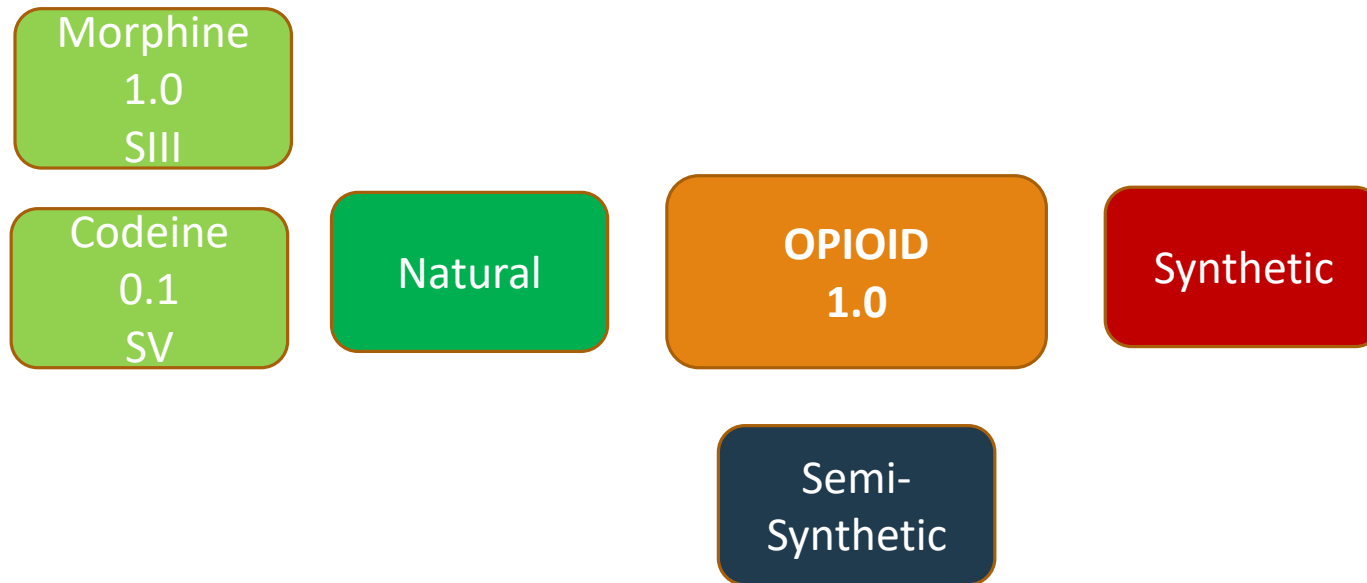 Morphine
1.0
SIII
Codeine
0.1
SV
Natural
OPIOID
1.0
Synthetic
Semi-
Synthetic